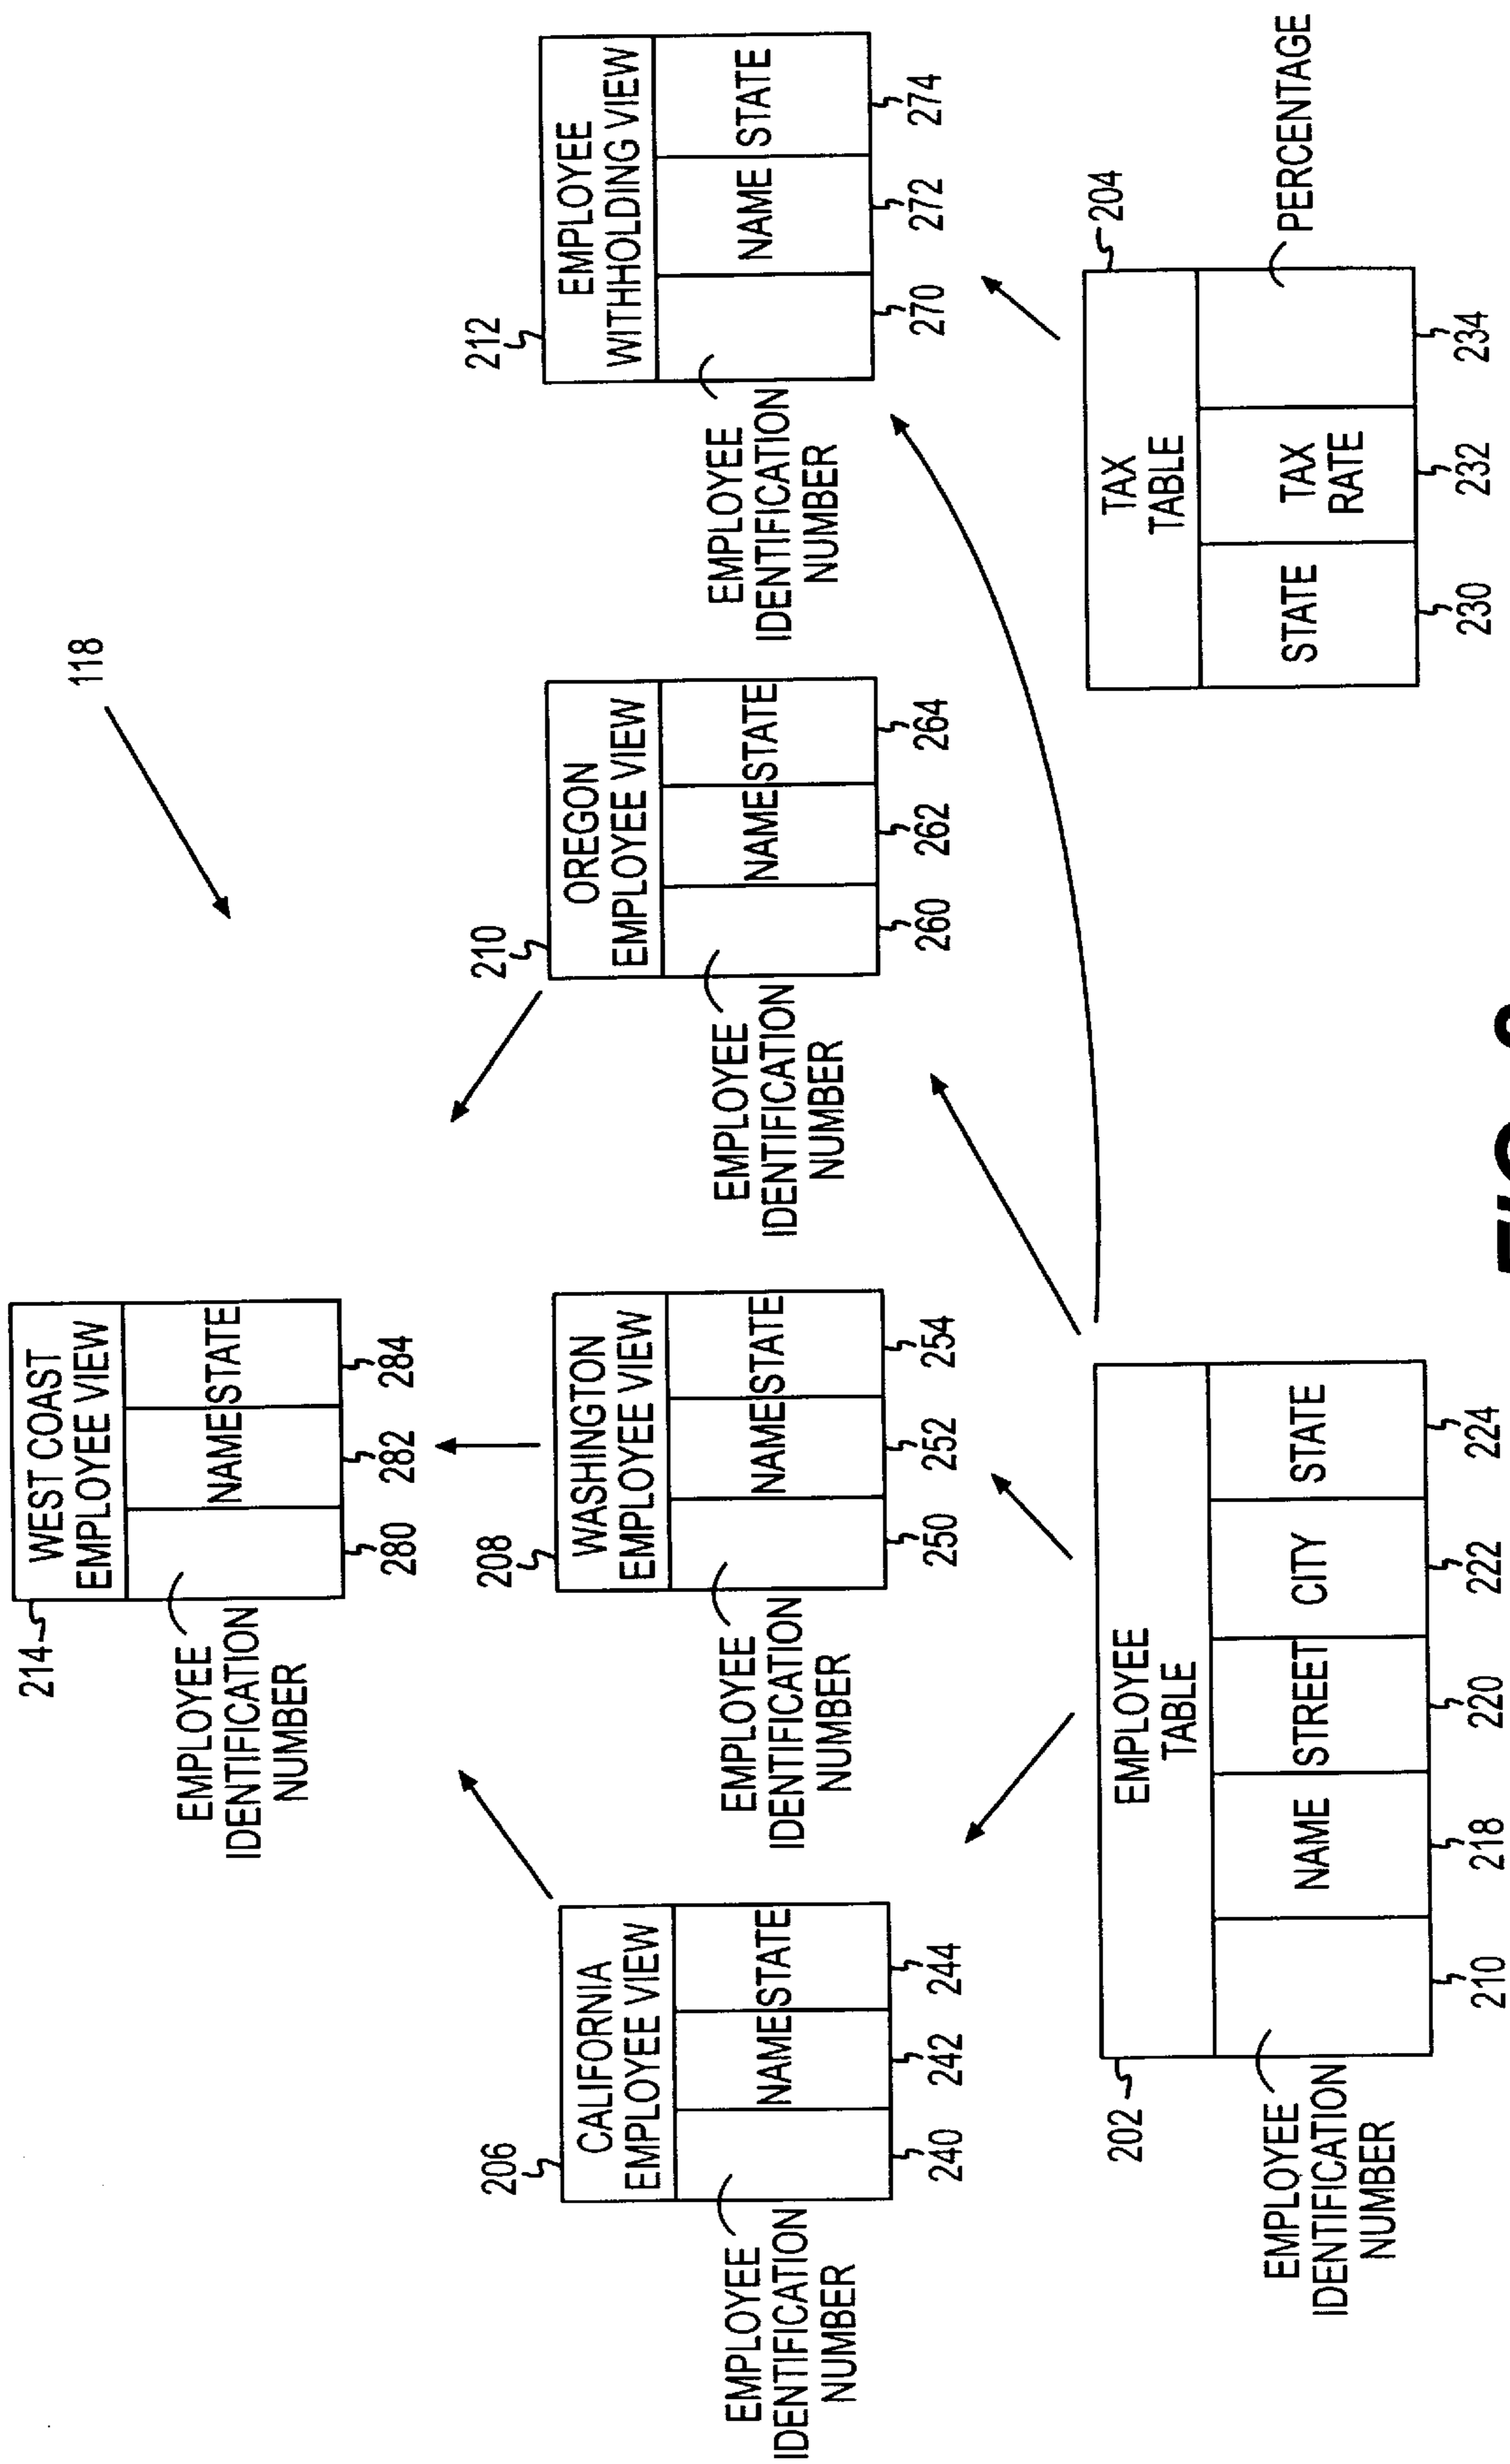 118
214
WEST COAST
EMPLOYEE VIEW
NAME
STATE
EMPLOYEE
IDENTIFICATION
NUMBER
280
282
284
206
CALIFORNIA
EMPLOYEE VIEW
NAME
STATE
EMPLOYEE
IDENTIFICATION
NUMBER
240
242
244
208
WASHINGTON
EMPLOYEE VIEW
NAME
STATE
EMPLOYEE
IDENTIFICATION
NUMBER
250
252
254
210
OREGON
EMPLOYEE VIEW
NAME
STATE
EMPLOYEE
IDENTIFICATION
NUMBER
260
262
264
212
EMPLOYEE
WITHHOLDING VIEW
NAME
STATE
EMPLOYEE
IDENTIFICATION
NUMBER
270
272
274
202
EMPLOYEE
TABLE
NAME
STREET
CITY
STATE
EMPLOYEE
IDENTIFICATION
NUMBER
210
218
220
222
224
204
TAX
TABLE
STATE
TAX
RATE
PERCENTAGE
230
232
234